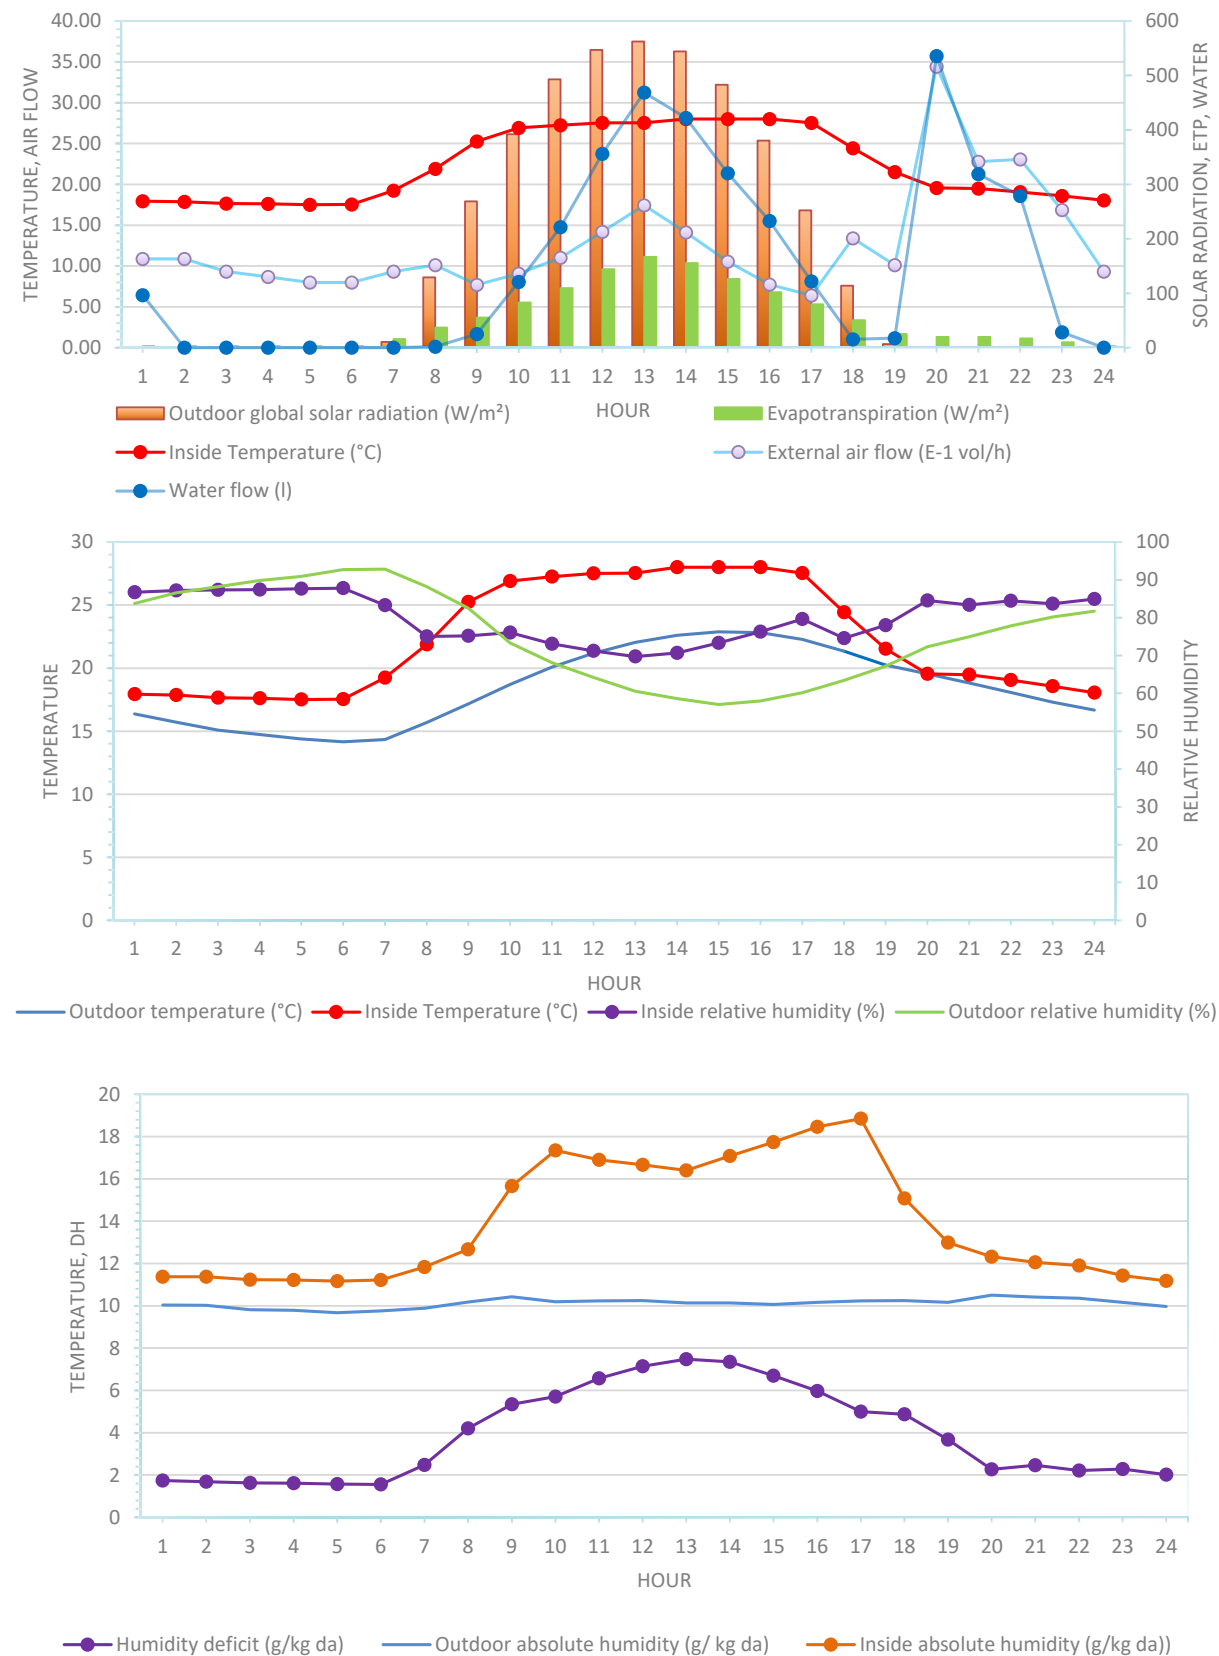 40.00
35.00
30.00
25.00
20.00
15.00
10.00
5.00
0.00
TEMPERATURE, AIR FLOW
600
500
400
300
200
100
0
SOLAR RADIATION, ETP, WATER
1 2 3 4 5 6 7 8 9 10 11 12 13 14 15 16 17 18 19 20 21 22 23 24
HOUR
Outdoor global solar radiation (W/m²)
Evapotranspiration (W/m²)
Inside Temperature (°C)
External air flow (E-1 vol/h)
Water flow (l)
30
25
20
15
10
5
0
TEMPERATURE
100
90
80
70
60
50
40
30
20
10
0
RELATIVE HUMIDITY
1 2 3 4 5 6 7 8 9 10 11 12 13 14 15 16 17 18 19 20 21 22 23 24
HOUR
Outdoor temperature (°C) Inside Temperature (°C) Inside relative humidity (%) Outdoor relative humidity (%)
20
18
16
14
12
10
8
6
4
2
0
TEMPERATURE, DH
1 2 3 4 5 6 7 8 9 10 11 12 13 14 15 16 17 18 19 20 21 22 23 24
HOUR
Humidity deficit (g/kg da) Outdoor absolute humidity (g/ kg da) Inside absolute humidity (g/kg da))